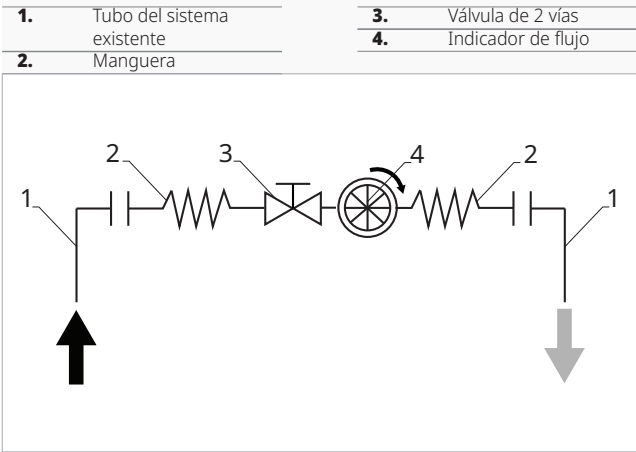 1. Tubo del sistema
existente
2. Manguera
3. Válvula de 2 vías
4. Indicador de flujo
2 3 4 2
1 1